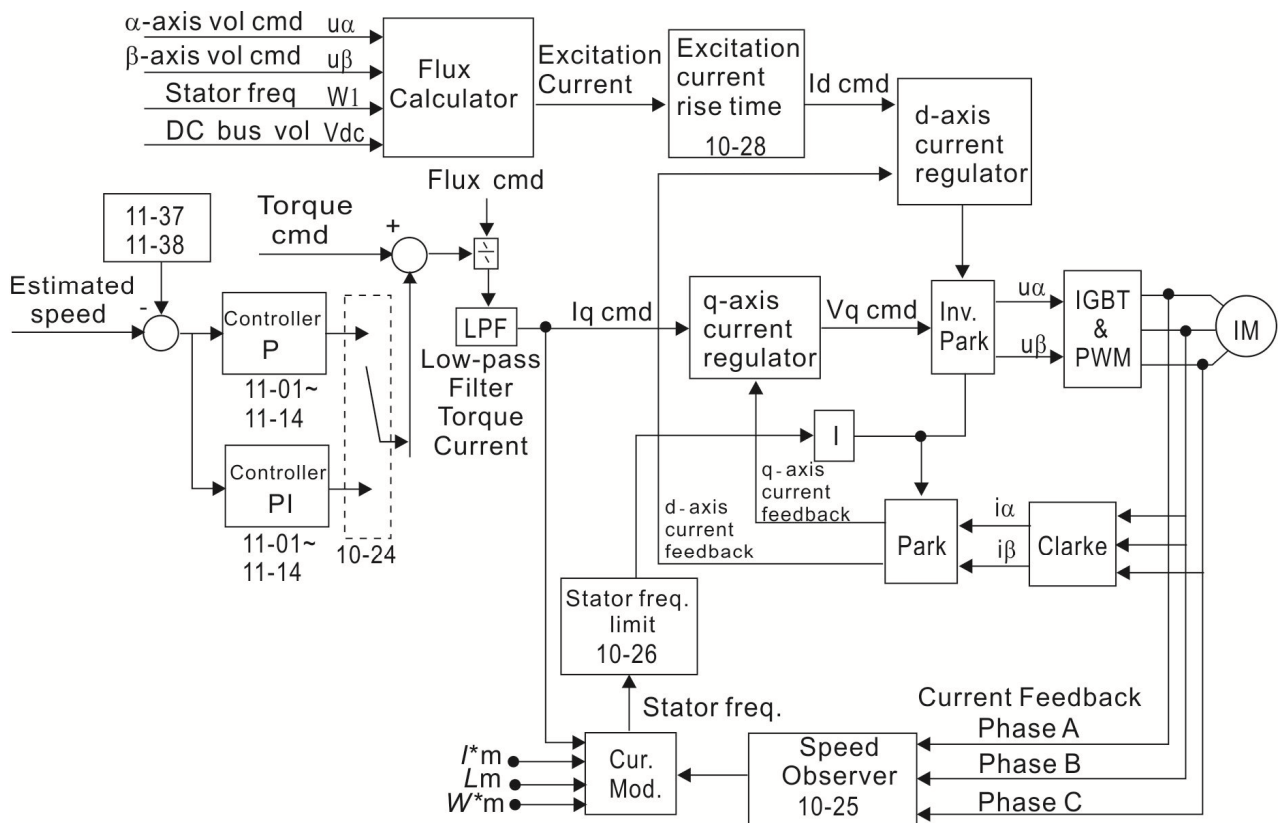 α-axis vol cmd uα
β-axis vol cmd uβ
Stator freq W1
DC bus vol Vdc
Flux
Calculator
Excitation
Current
Excitation
current
rise time
10-28
Id cmd
d-axis
current
regulator
Flux cmd
11-37
11-38
Torque
cmd
+
Estimated
speed
-
Controller
P
11-01~
11-14
Controller
PI
11-01~
11-14
10-24
LPF
Low-pass
Filter
Torque
Current
Iq cmd
q-axis
current
regulator
Vq cmd
Inv.
Park
uα
uβ
IGBT
&
PWM
IM
I
q-axis
current
feedback
d-axis
current
feedback
Park
iα
iβ
Clarke
Stator freq.
limit
10-26
Stator freq.
I*m
Lm
W*m
Cur.
Mod.
Speed
Observer
10-25
Current Feedback
Phase A
Phase B
Phase C